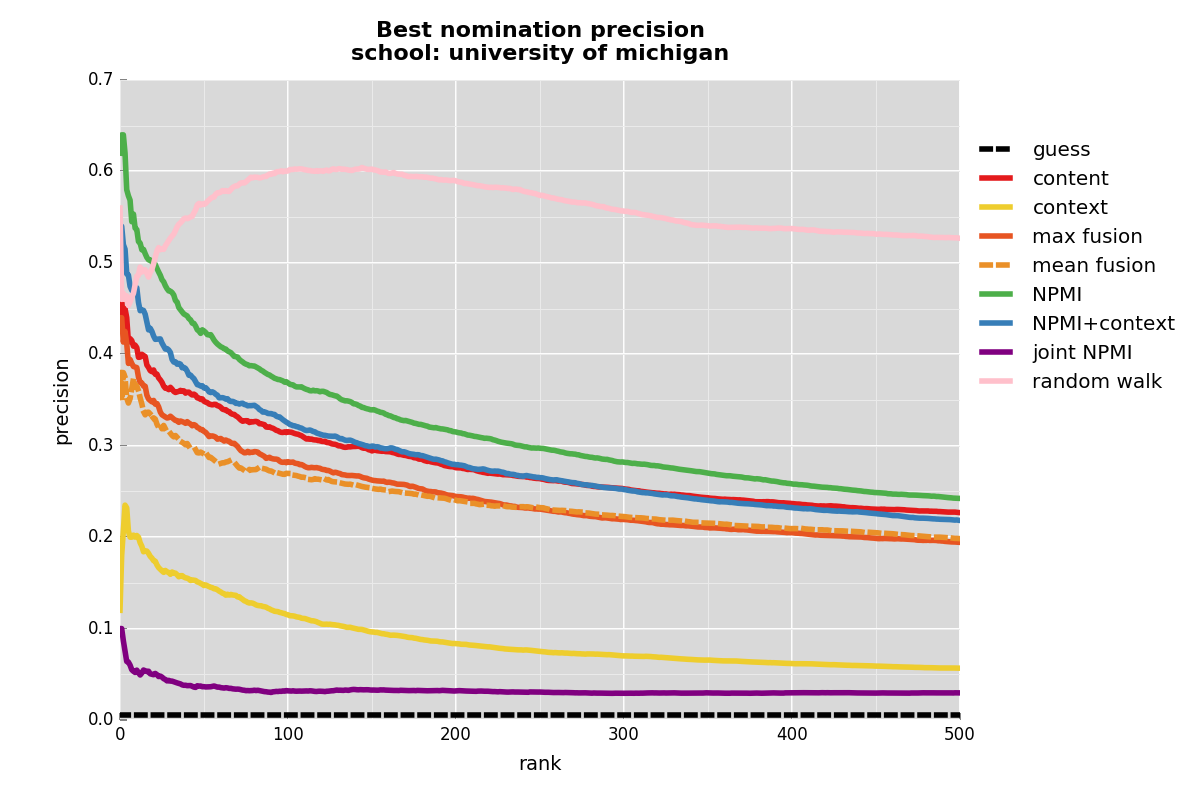 Best nomination precision
school: university of michigan
precision
0.7
0.6
0.5
0.4
0.3
0.2
0.1
0.0
0 100 200 300 400 500
rank
guess
content
context
max fusion
mean fusion
NPMI
NPMI+context
joint NPMI
random walk